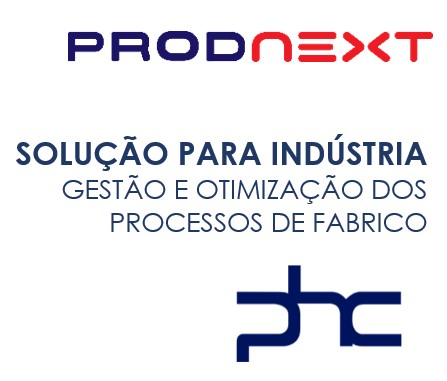 PRODNEXT
SOLUÇÃO PARA INDÚSTRIA
GESTÃO E OTIMIZAÇÃO DOS
PROCESSOS DE FABRICO
phc